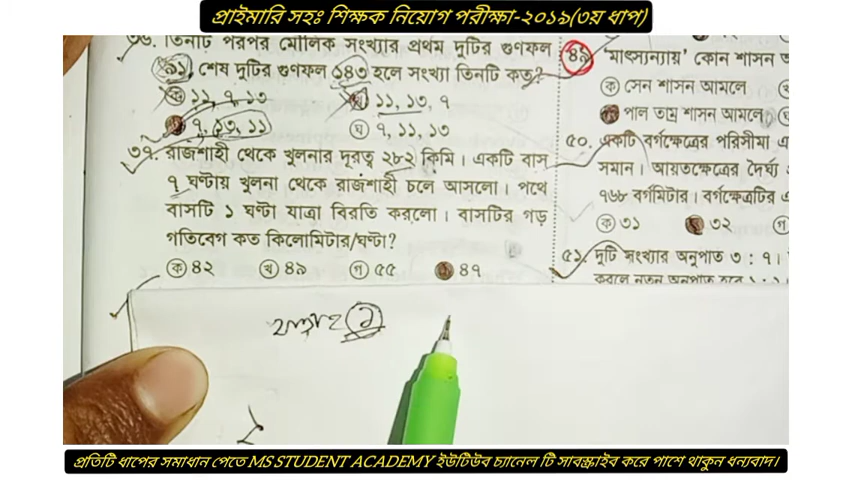 প্রাইমারি সহঃ শিক্ষক নিয়োগ পরীক্ষা-২০১৯(৩য় ধাপ)
৩৬. তিনটি পরপর মৌলিক সংখ্যার প্রথম দুটির গুণফল
৯১, শেষ দুটির গুণফল ১৪৩ হলে সংখ্যা তিনটি কত?
ক ১১, ৭, ১৩ খ ১১, ১৩, ৭
৭, ১৩, ১১ ঘ ৭, ১১, ১৩
৩৭. রাজশাহী থেকে খুলনার দূরত্ব ২৮২ কিমি। একটি বাস
৭ ঘণ্টায় খুলনা থেকে রাজশাহী চলে আসলো। পথে
বাসটি ১ ঘণ্টা যাত্রা বিরতি করলো। বাসটির গড়
গতিবেগ কত কিলোমিটার/ঘণ্টা?
ক ৪২ খ ৪৯ গ ৫৫ ৪৭
৪৯ 'মাৎস্যন্যায়' কোন শাসন
ক সেন শাসন আমলে
পাল তাম্র শাসন আমলে
৫০. একটি বর্গক্ষেত্রের পরিসীমা এ
সমান। আয়তক্ষেত্রের দৈর্ঘ্য
৭৬৮ বর্গমিটার। বর্গক্ষেত্রটির
ক ৩১ ৩২ গ
৫১. দুটি সংখ্যার অনুপাত ৩ : ৭।
করলে নতুন অনুপাত হবে
১
প্রতিটি ধাপের সমাধান পেতে MS STUDENT ACADEMY ইউটিউব চ্যানেল টি সাবস্ক্রাইব করে পাশে থাকুন ধন্যবাদ।